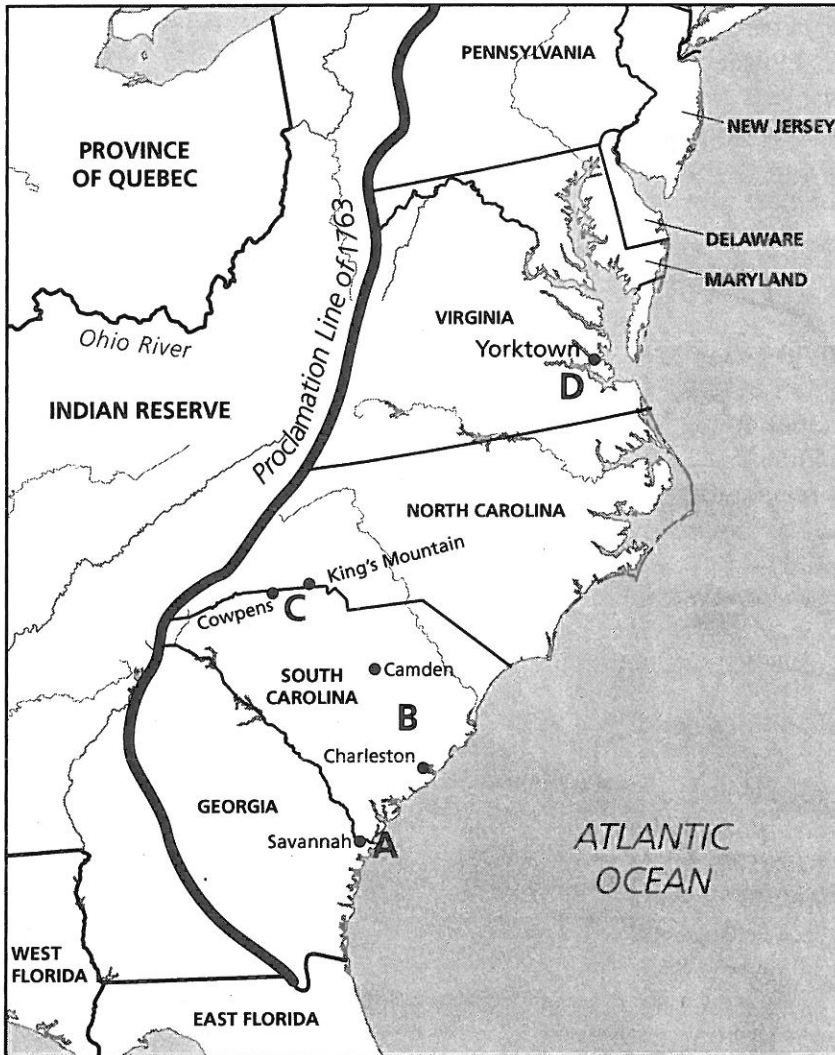 PENNSYLVANIA
NEW JERSEY
PROVINCE
OF QUEBEC
Proclamation Line of 1763
DELAWARE
MARYLAND
VIRGINIA
Ohio River
Yorktown
D
INDIAN RESERVE
NORTH CAROLINA
King's Mountain
Cowpens
C
SOUTH
CAROLINA
Camden
B
Charleston
GEORGIA
Savannah
A
ATLANTIC
OCEAN
WEST
FLORIDA
EAST FLORIDA